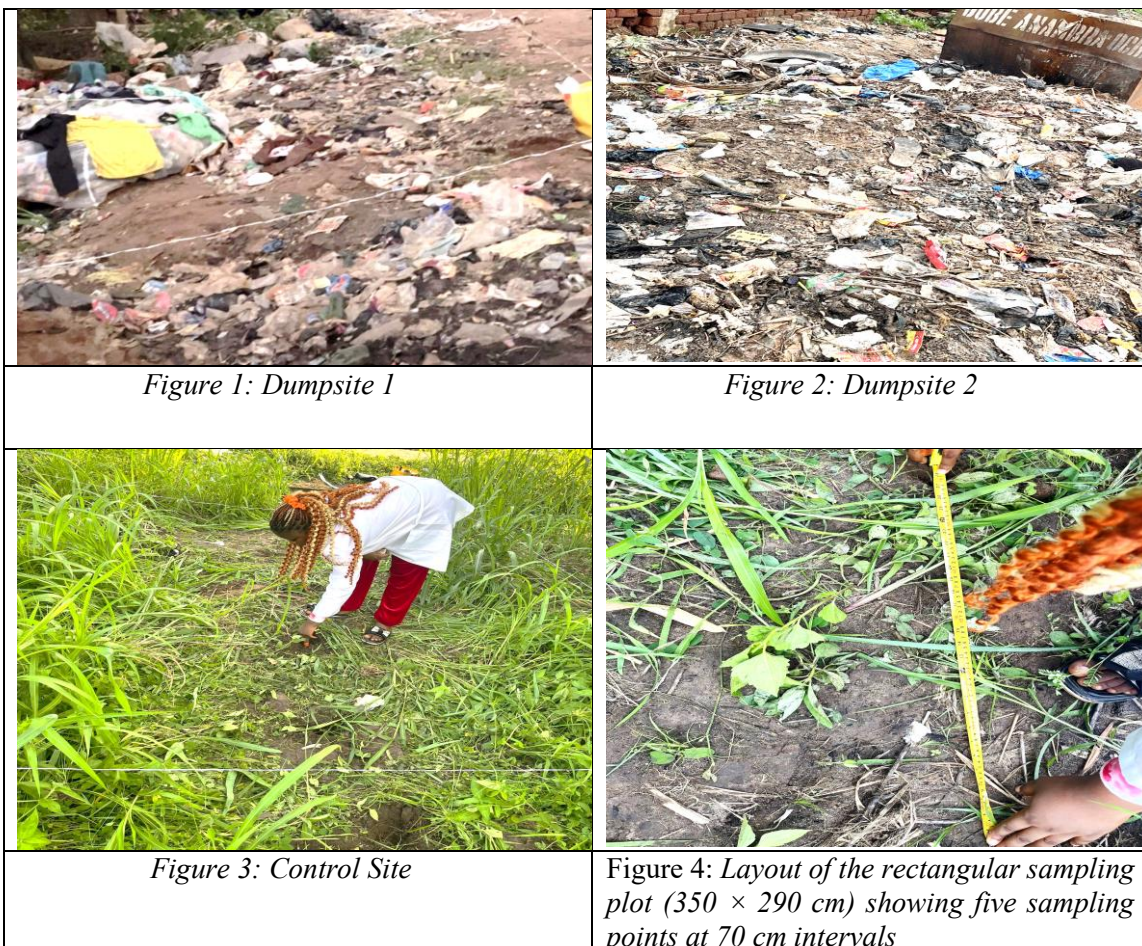 Figure 1: Dumpsite 1
Figure 2: Dumpsite 2
Figure 3: Control Site
Figure 4: Layout of the rectangular sampling
plot (350 × 290 cm) showing five sampling
points at 70 cm intervals